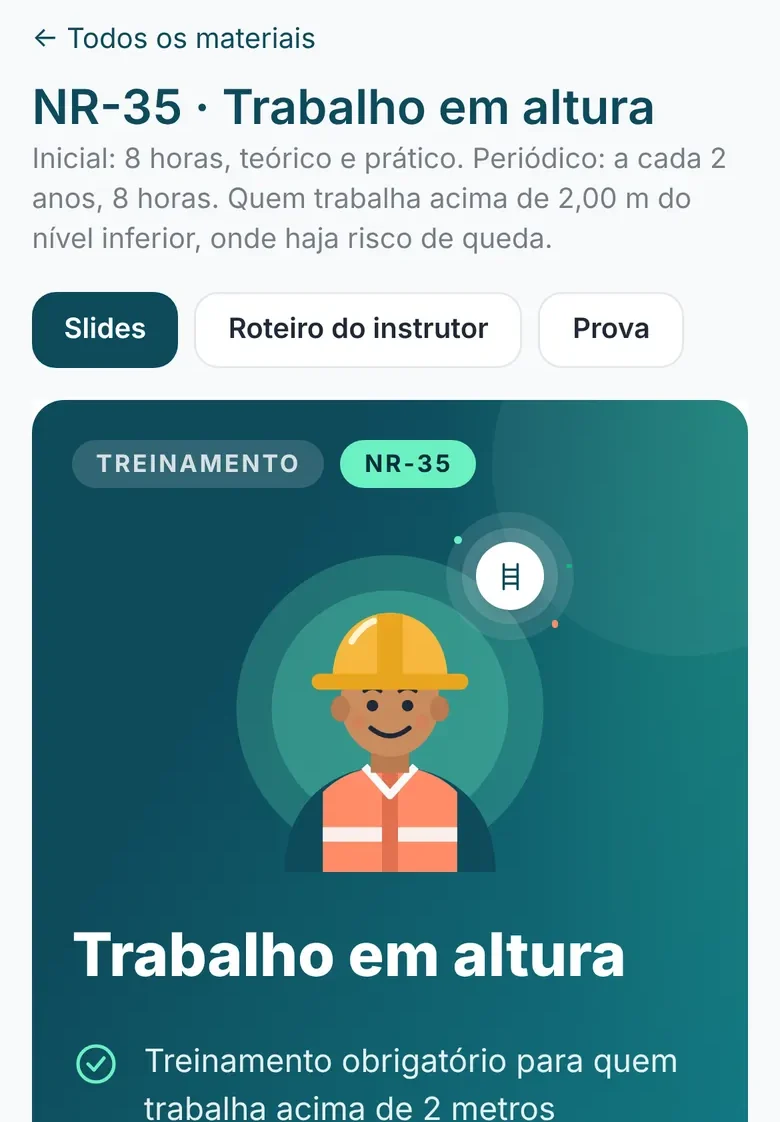 ← Todos os materiais
NR-35 · Trabalho em altura
Inicial: 8 horas, teórico e prático. Periódico: a cada 2
anos, 8 horas. Quem trabalha acima de 2,00 m do
nível inferior, onde haja risco de queda.
Slides
Roteiro do instrutor
Prova
TREINAMENTO
NR-35
Trabalho em altura
Treinamento obrigatório para quem
trabalha acima de 2 metros